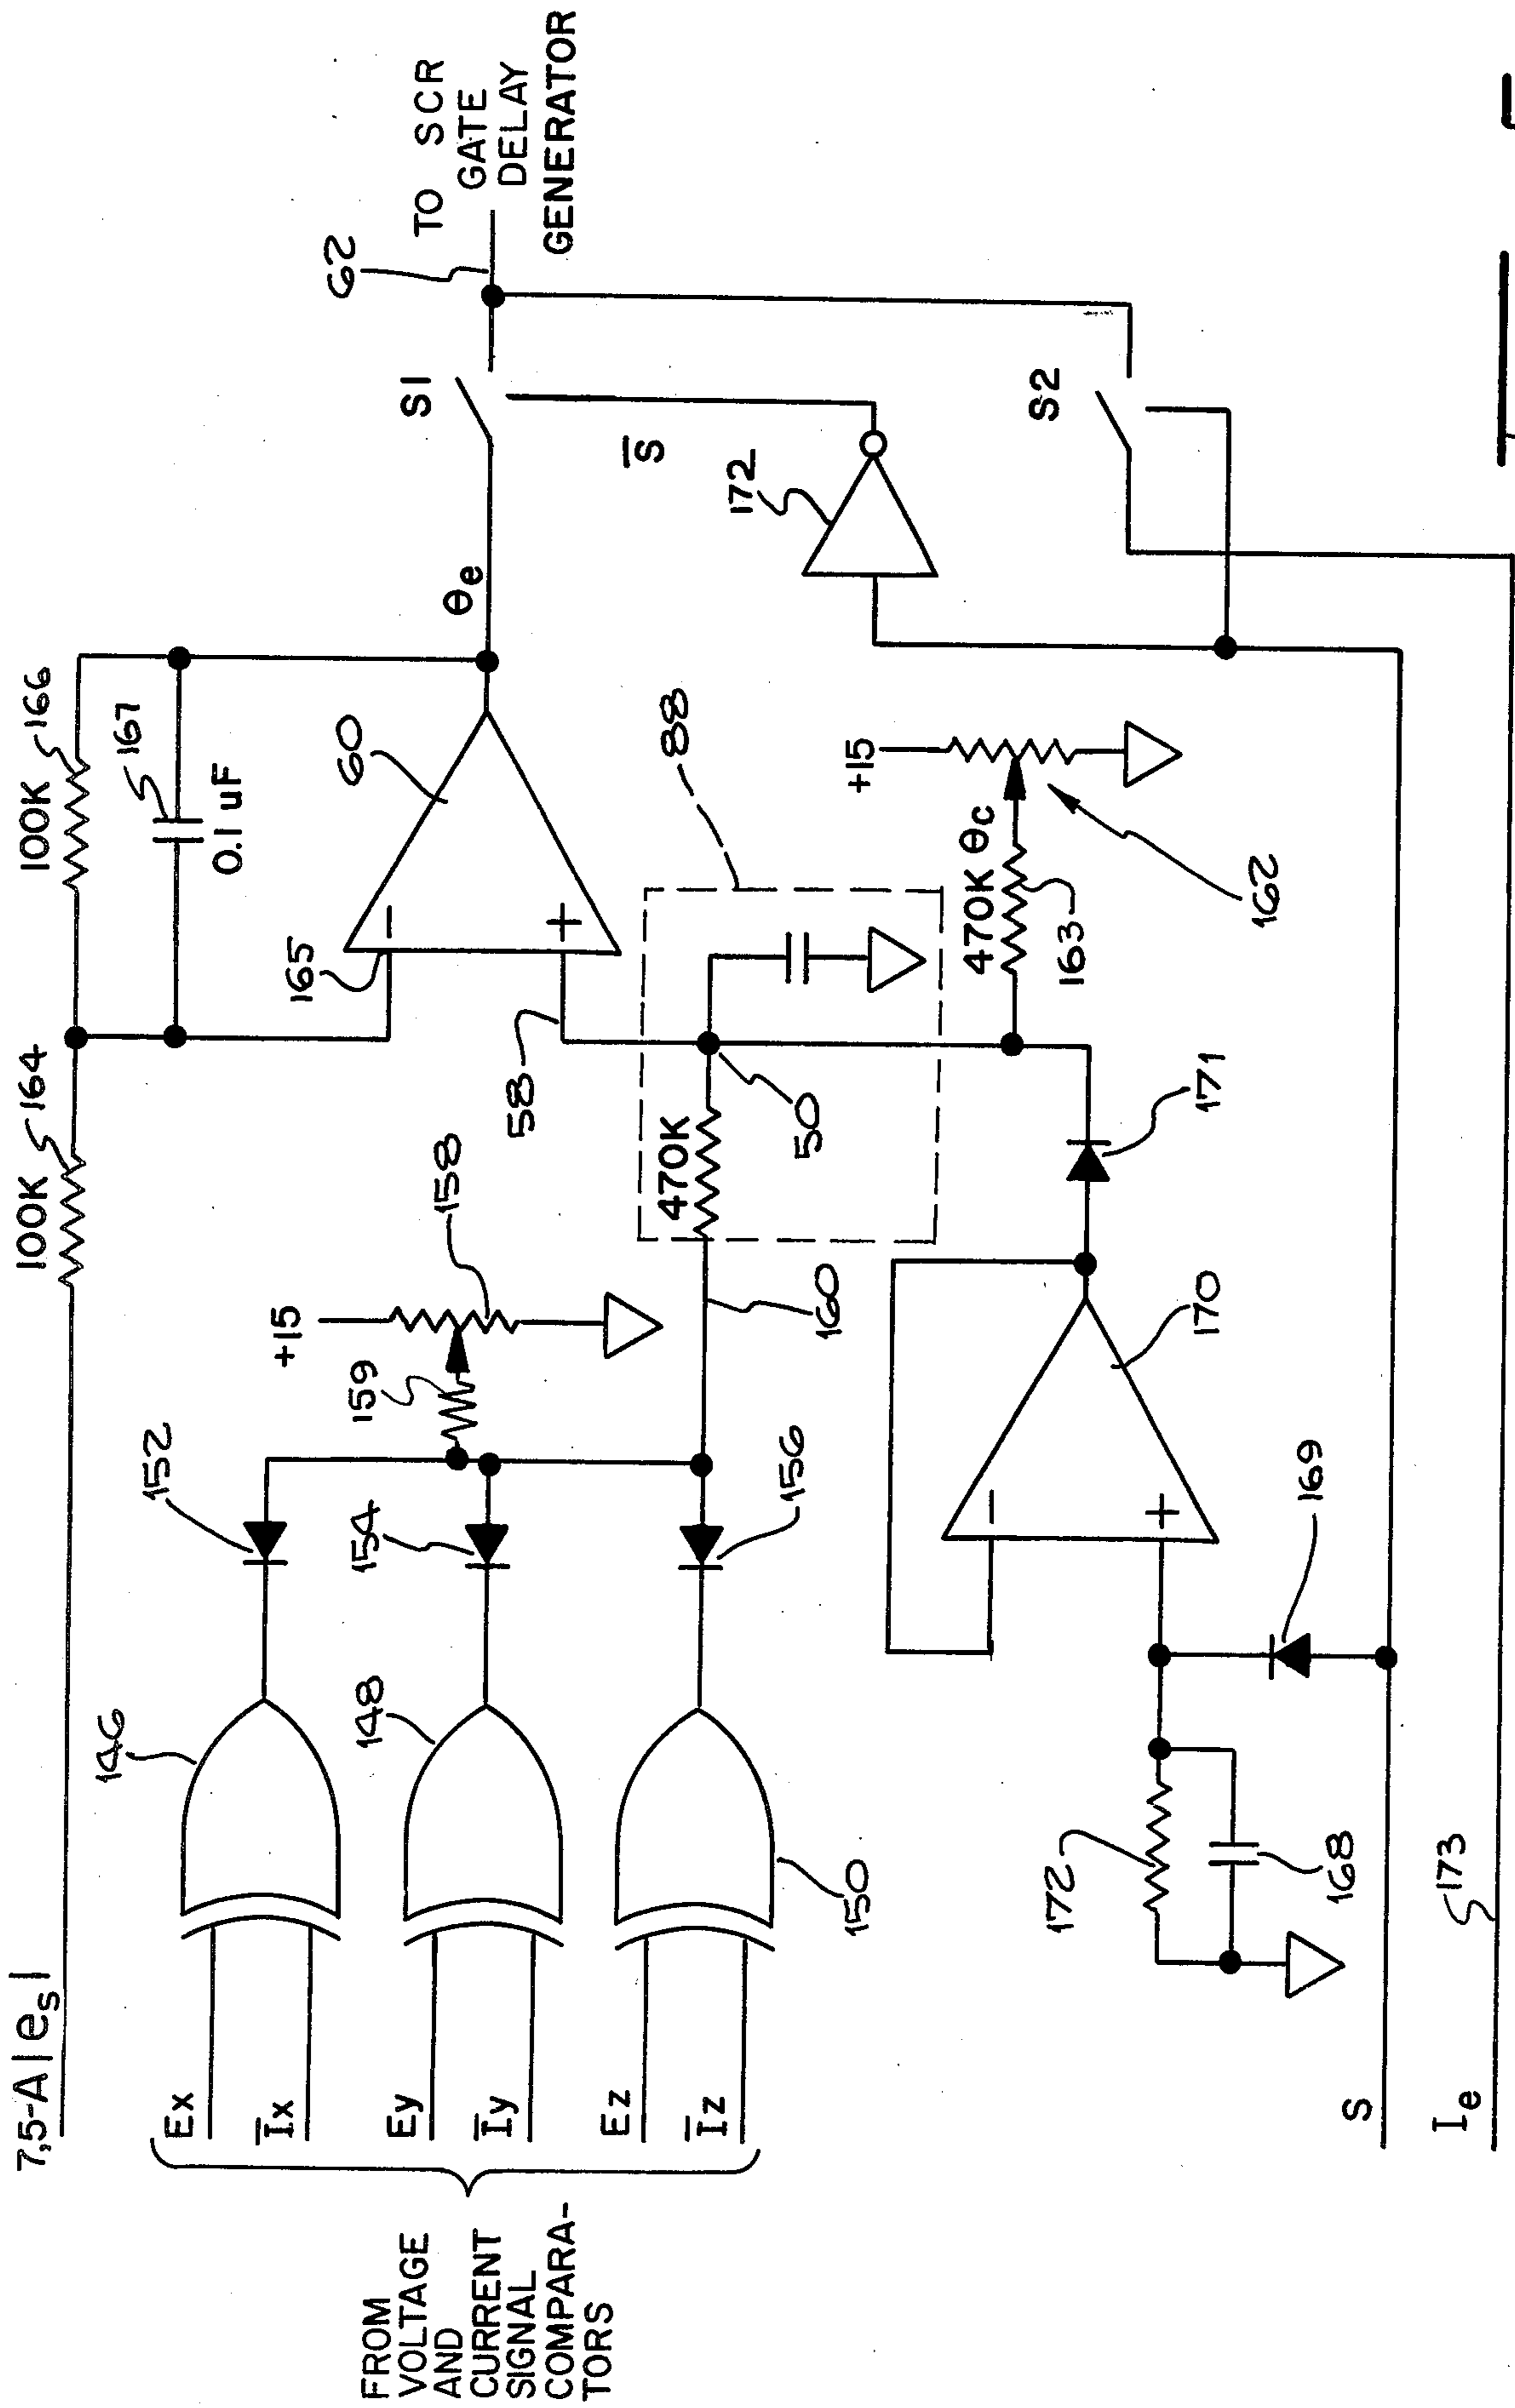 7,5-A|e_s|
100K
164
100K
166
167
0.1 uF
Ex
Īx
Ey
Īy
Ez
Īz
FROM
VOLTAGE
AND
CURRENT
SIGNAL
COMPARA-
TORS
146
148
150
152
154
156
+15
159
158
160
470K
50
88
58
165
60
θe
S1
62
TO SCR
GATE
DELAY
GENERATOR
S̄
172
S2
+15
470K θc
163
162
171
170
169
172
168
S
Ie
173